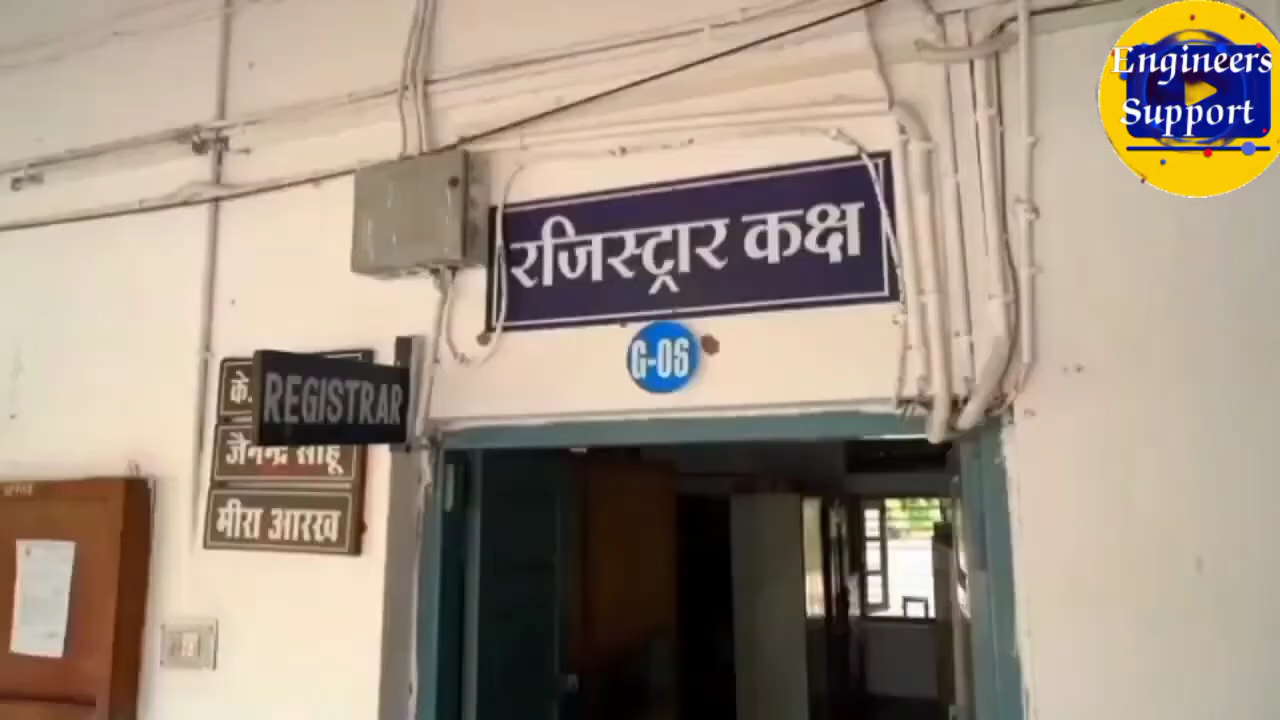 Engineers
Support
रजिस्ट्रार कक्ष
G-06
के.
REGISTRAR
जैनेन्द्र साहू
मीरा आरख